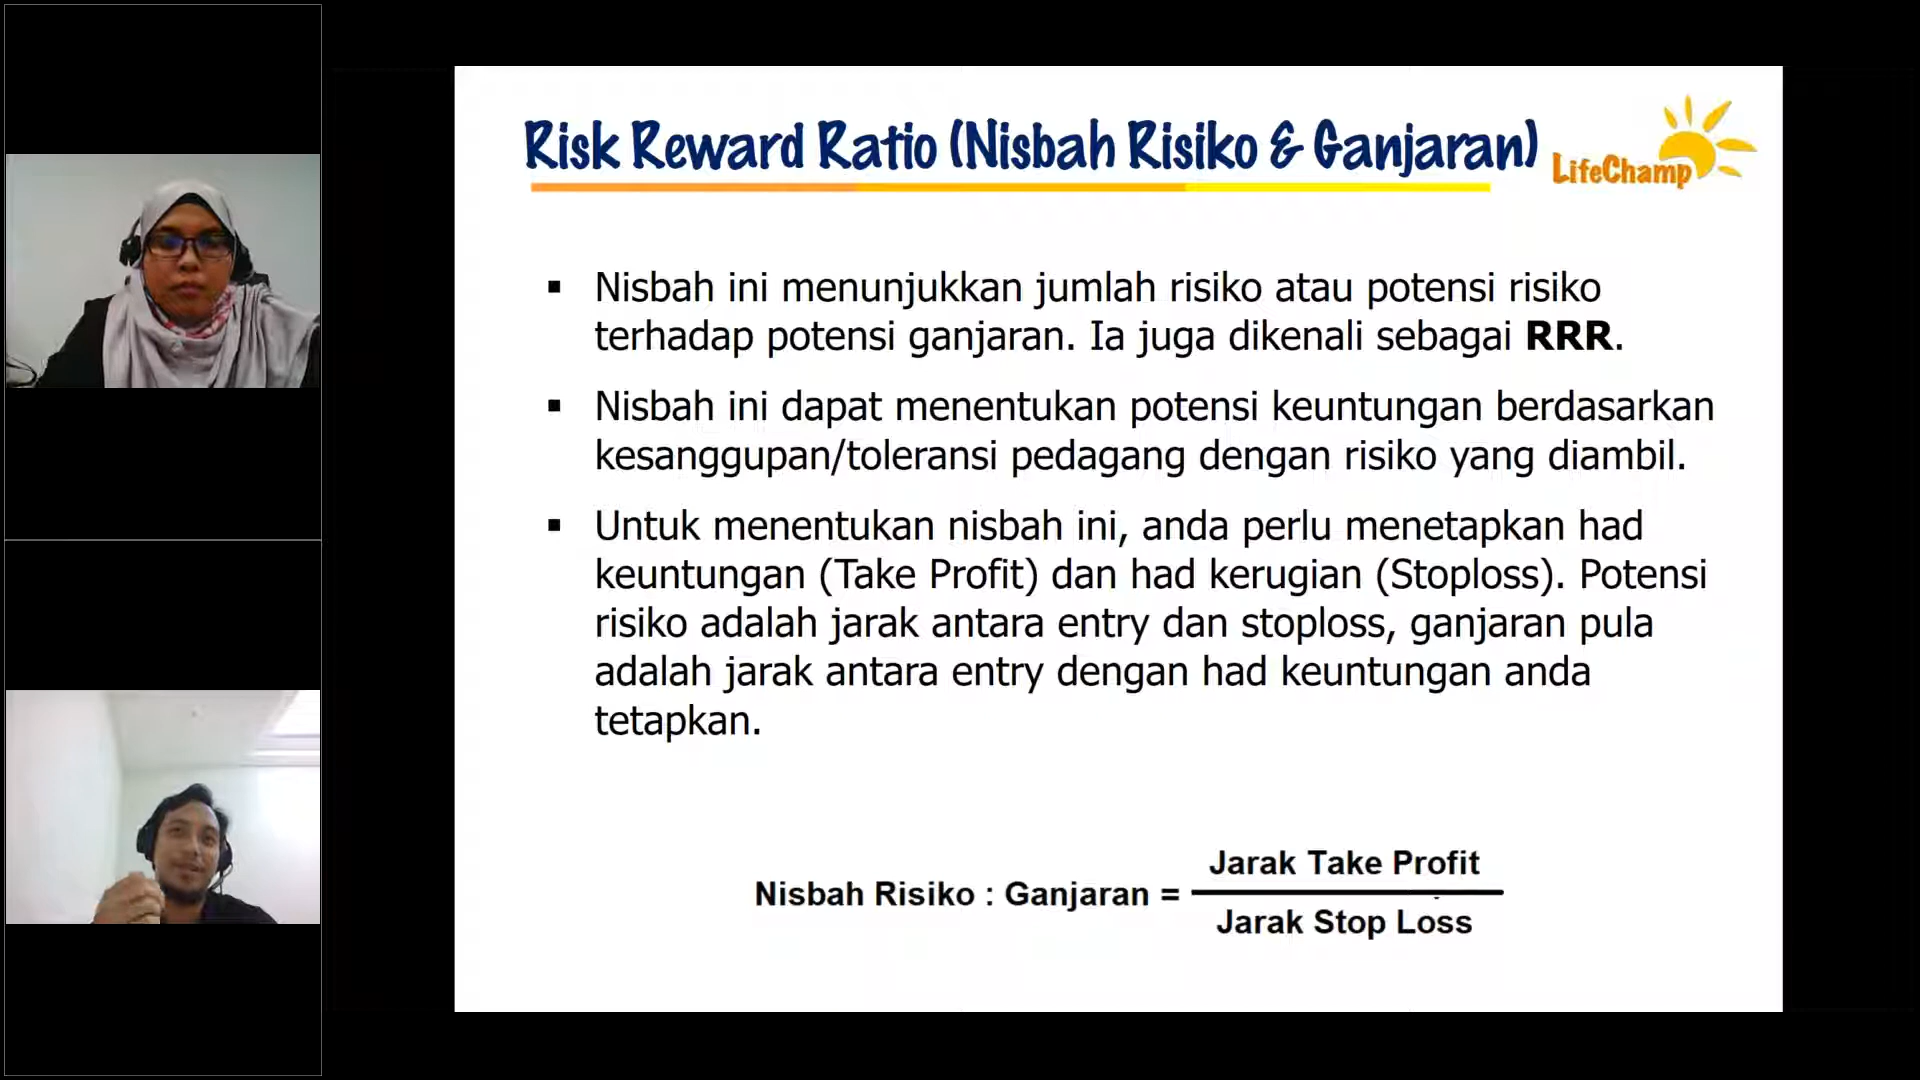 Risk Reward Ratio (Nisbah Risiko & Ganjaran)
LifeChamp
▪ Nisbah ini menunjukkan jumlah risiko atau potensi risiko
terhadap potensi ganjaran. Ia juga dikenali sebagai RRR.
▪ Nisbah ini dapat menentukan potensi keuntungan berdasarkan
kesanggupan/toleransi pedagang dengan risiko yang diambil.
▪ Untuk menentukan nisbah ini, anda perlu menetapkan had
keuntungan (Take Profit) dan had kerugian (Stoploss). Potensi
risiko adalah jarak antara entry dan stoploss, ganjaran pula
adalah jarak antara entry dengan had keuntungan anda
tetapkan.
Jarak Take Profit
Nisbah Risiko : Ganjaran =
Jarak Stop Loss